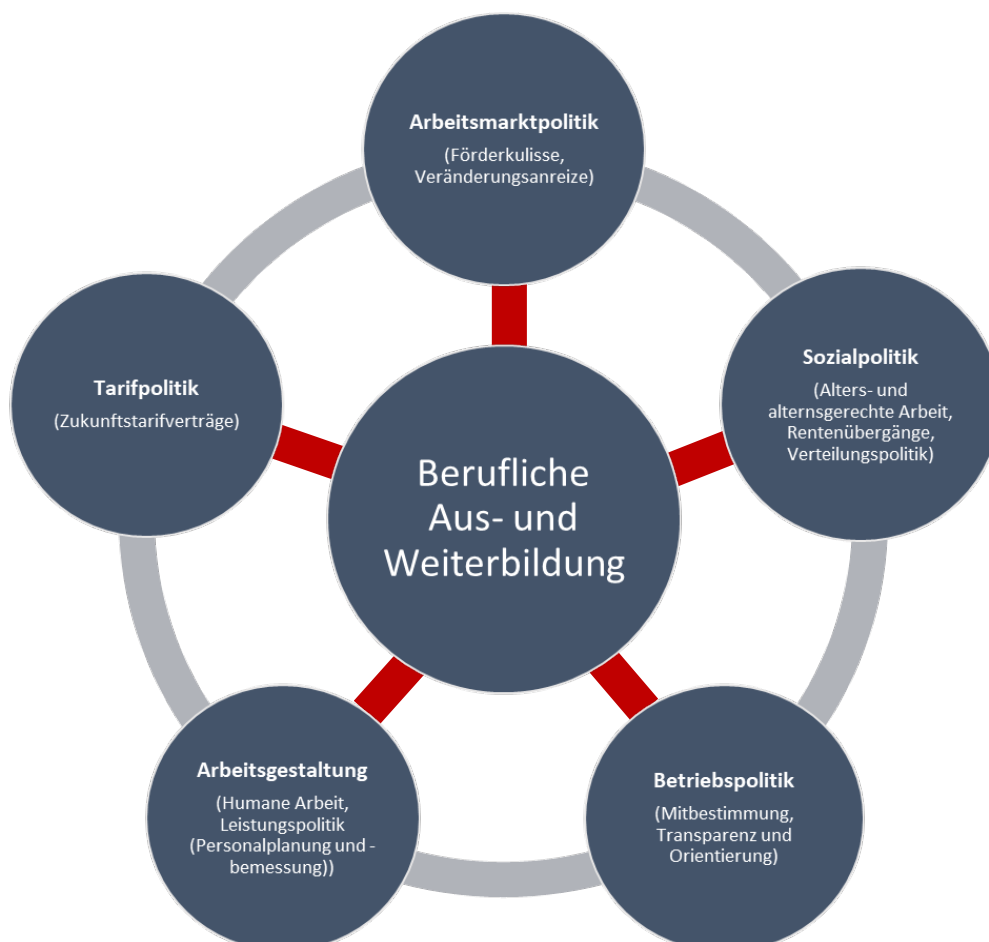 Arbeitsmarktpolitik
(Förderkulisse,
Veränderungsanreize)
Sozialpolitik
(Alters- und
alternsgerechte Arbeit,
Rentenübergänge,
Verteilungspolitik)
Tarifpolitik
(Zukunftstarifverträge)
Berufliche
Aus- und
Weiterbildung
Arbeitsgestaltung
(Humane Arbeit,
Leistungspolitik
(Personalplanung und -
bemessung))
Betriebspolitik
(Mitbestimmung,
Transparenz und
Orientierung)